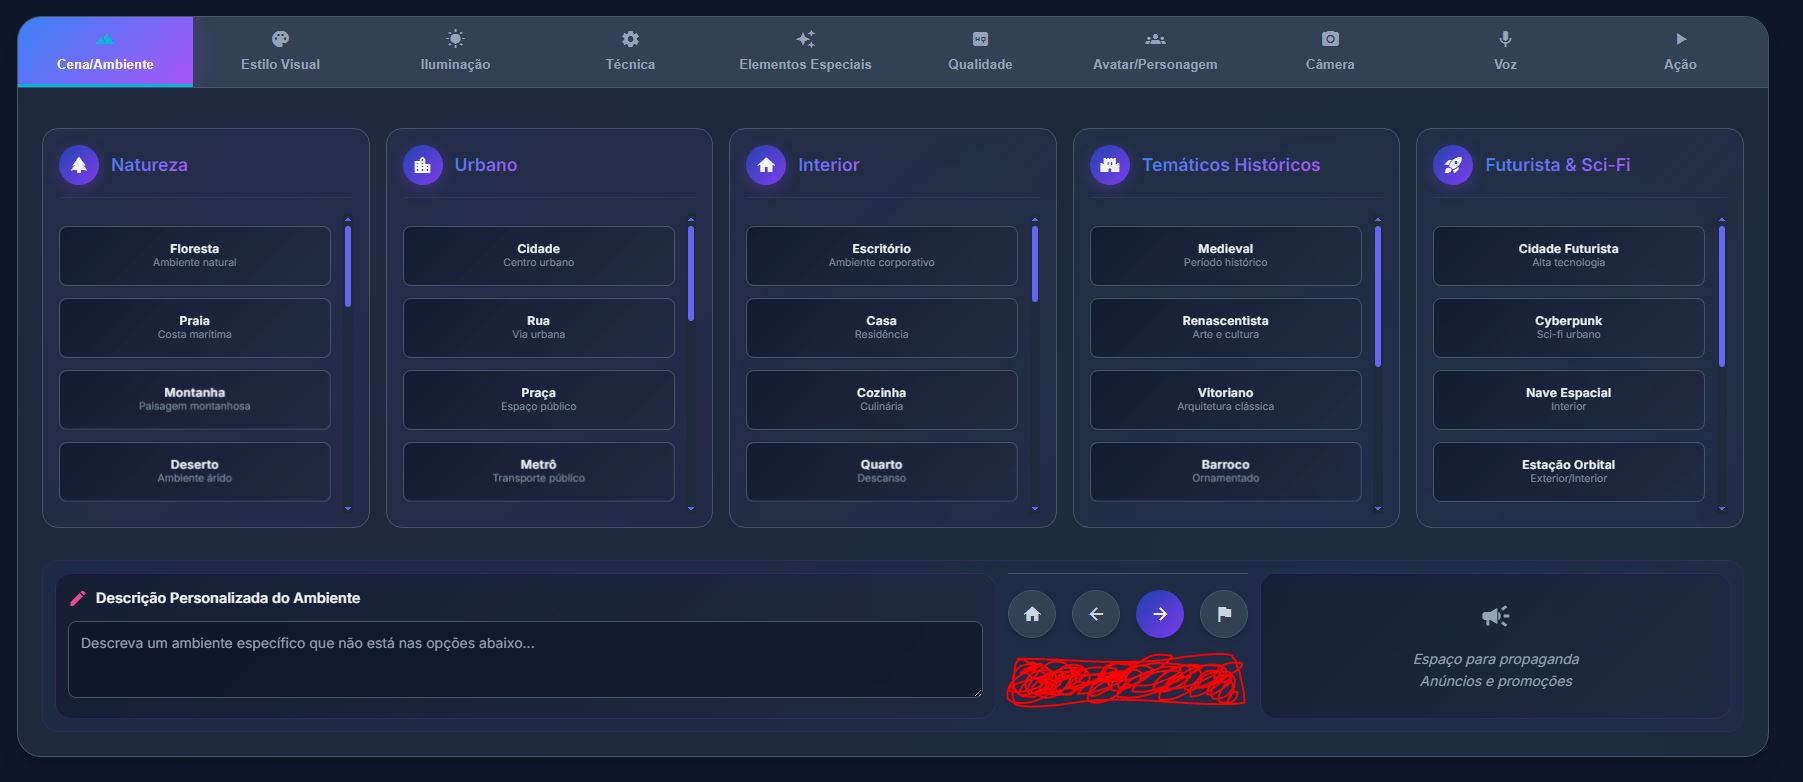 Cena/Ambiente
Estilo Visual
Iluminação
Técnica
Elementos Especiais
HQ
Qualidade
Avatar/Personagem
Câmera
Voz
Ação
Natureza
Floresta
Ambiente natural
Praia
Costa marítima
Montanha
Paisagem montanhosa
Deserto
Ambiente árido
Urbano
Cidade
Centro urbano
Rua
Via urbana
Praça
Espaço público
Metrô
Transporte público
Interior
Escritório
Ambiente corporativo
Casa
Residência
Cozinha
Culinária
Quarto
Descanso
Temáticos Históricos
Medieval
Período histórico
Renascentista
Arte e cultura
Vitoriano
Arquitetura clássica
Barroco
Ornamentado
Futurista & Sci-Fi
Cidade Futurista
Alta tecnologia
Cyberpunk
Sci-fi urbano
Nave Espacial
Interior
Estação Orbital
Exterior/Interior
Descrição Personalizada do Ambiente
Descreva um ambiente específico que não está nas opções abaixo...
Espaço para propaganda
Anúncios e promoções